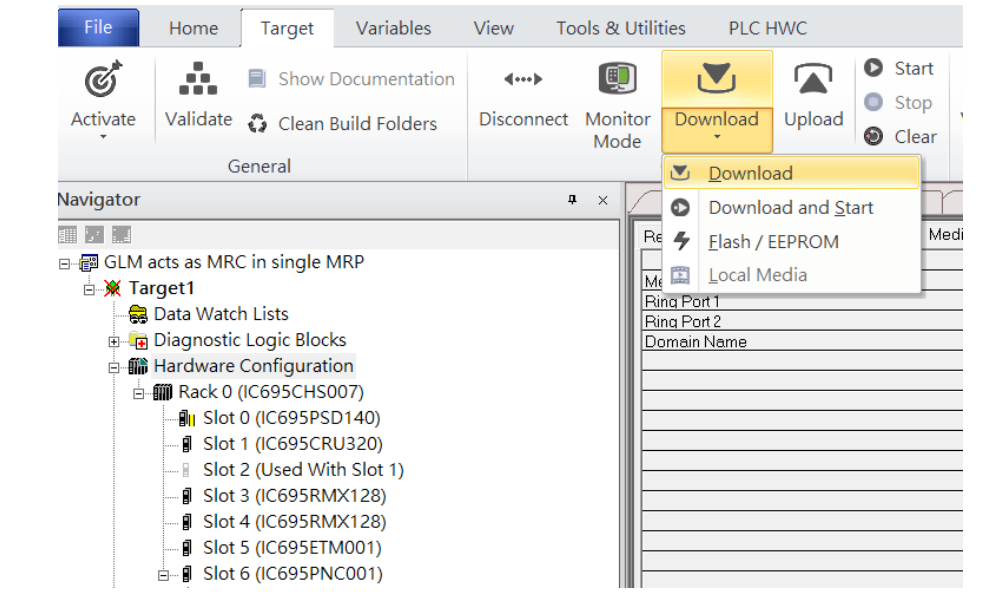 File Home Target Variables View Tools & Utilities PLC HWC
Activate
Validate
Show Documentation
Clean Build Folders
General
Disconnect
Monitor Mode
Download
Upload
Start
Stop
Clear
Download
Download and Start
Flash / EEPROM
Local Media
Navigator
GLM acts as MRC in single MRP
Target1
Data Watch Lists
Diagnostic Logic Blocks
Hardware Configuration
Rack 0 (IC695CHS007)
Slot 0 (IC695PSD140)
Slot 1 (IC695CRU320)
Slot 2 (Used With Slot 1)
Slot 3 (IC695RMX128)
Slot 4 (IC695RMX128)
Slot 5 (IC695ETM001)
Slot 6 (IC695PNC001)
Ring Port 1
Ring Port 2
Domain Name